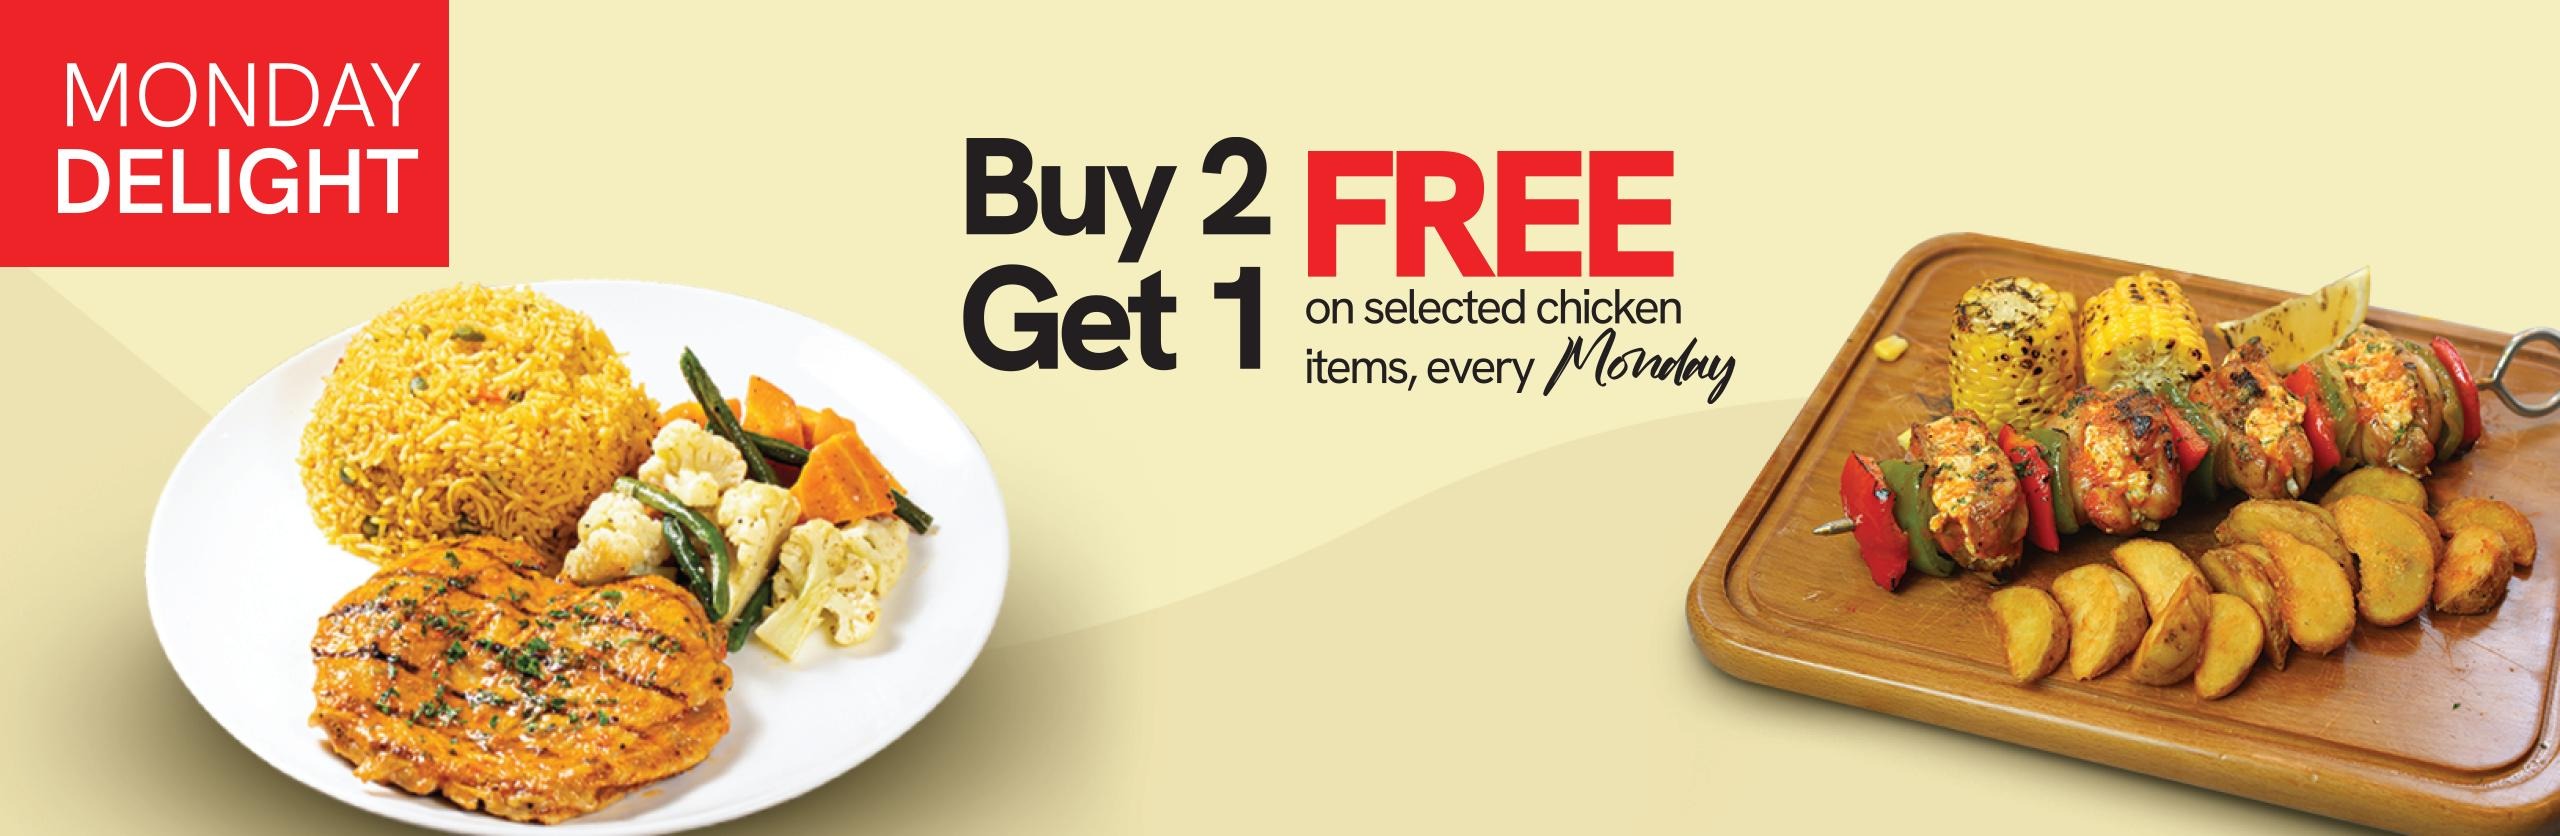 MONDAY
DELIGHT
Buy 2
Get 1
FREE
on selected chicken
items, every Monday